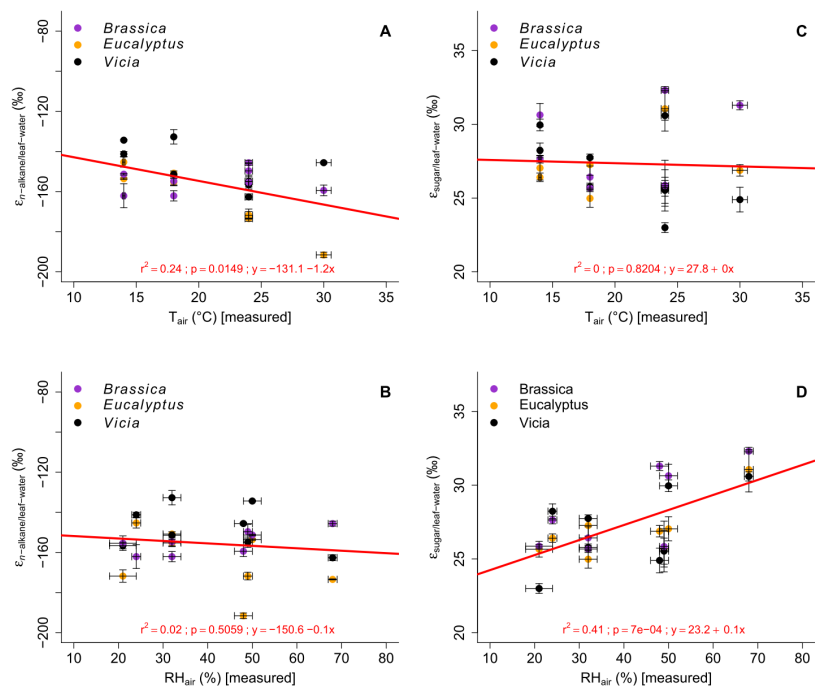 A
Brassica
Eucalyptus
Vicia
εn−alkane/leaf−water (‰)
−80
−120
−160
−200
r² = 0.24 ; p = 0.0149 ; y = −131.1 −1.2x
10 15 20 25 30 35
Tair (°C) [measured]
C
Brassica
Eucalyptus
Vicia
εsugar/leaf−water (‰)
35
30
25
20
r² = 0 ; p = 0.8204 ; y = 27.8 + 0x
10 15 20 25 30 35
Tair (°C) [measured]
B
Brassica
Eucalyptus
Vicia
εn−alkane/leaf−water (‰)
−80
−120
−160
−200
r² = 0.02 ; p = 0.5059 ; y = −150.6 −0.1x
10 20 30 40 50 60 70 80
RHair (%) [measured]
D
Brassica
Eucalyptus
Vicia
εsugar/leaf−water (‰)
35
30
25
20
r² = 0.41 ; p = 7e−04 ; y = 23.2 + 0.1x
10 20 30 40 50 60 70 80
RHair (%) [measured]